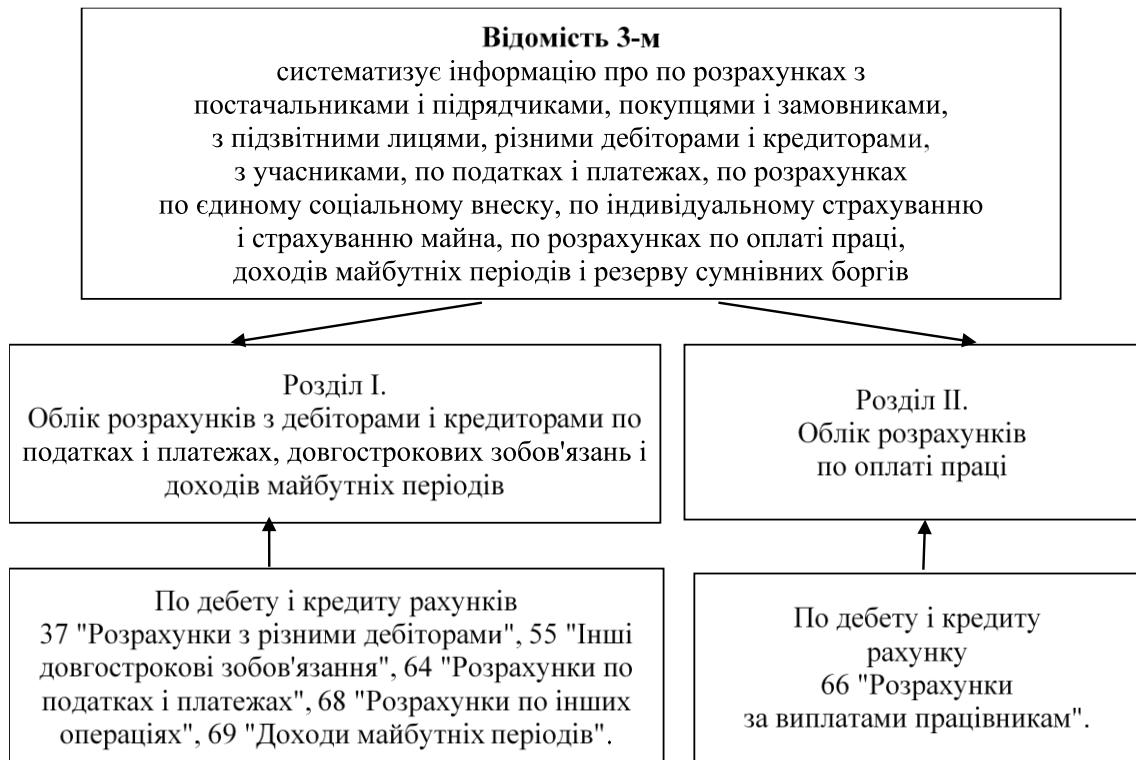 Відомість 3-м
систематизує інформацію про по розрахунках з
постачальниками і підрядчиками, покупцями і замовниками,
з підзвітними лицями, різними дебіторами і кредиторами,
з учасниками, по податках і платежах, по розрахунках
по єдиному соціальному внеску, по індивідуальному страхуванню
і страхуванню майна, по розрахунках по оплаті праці,
доходів майбутніх періодів і резерву сумнівних боргів
Розділ I.
Облік розрахунків з дебіторами і кредиторами по
податках і платежах, довгострокових зобов'язань і
доходів майбутніх періодів
Розділ II.
Облік розрахунків
по оплаті праці
По дебету і кредиту рахунків
37 "Розрахунки з різними дебіторами", 55 "Інші
довгострокові зобов'язання", 64 "Розрахунки по
податках і платежах", 68 "Розрахунки по інших
операціях", 69 "Доходи майбутніх періодів".
По дебету і кредиту
рахунку
66 "Розрахунки
за виплатами працівникам".